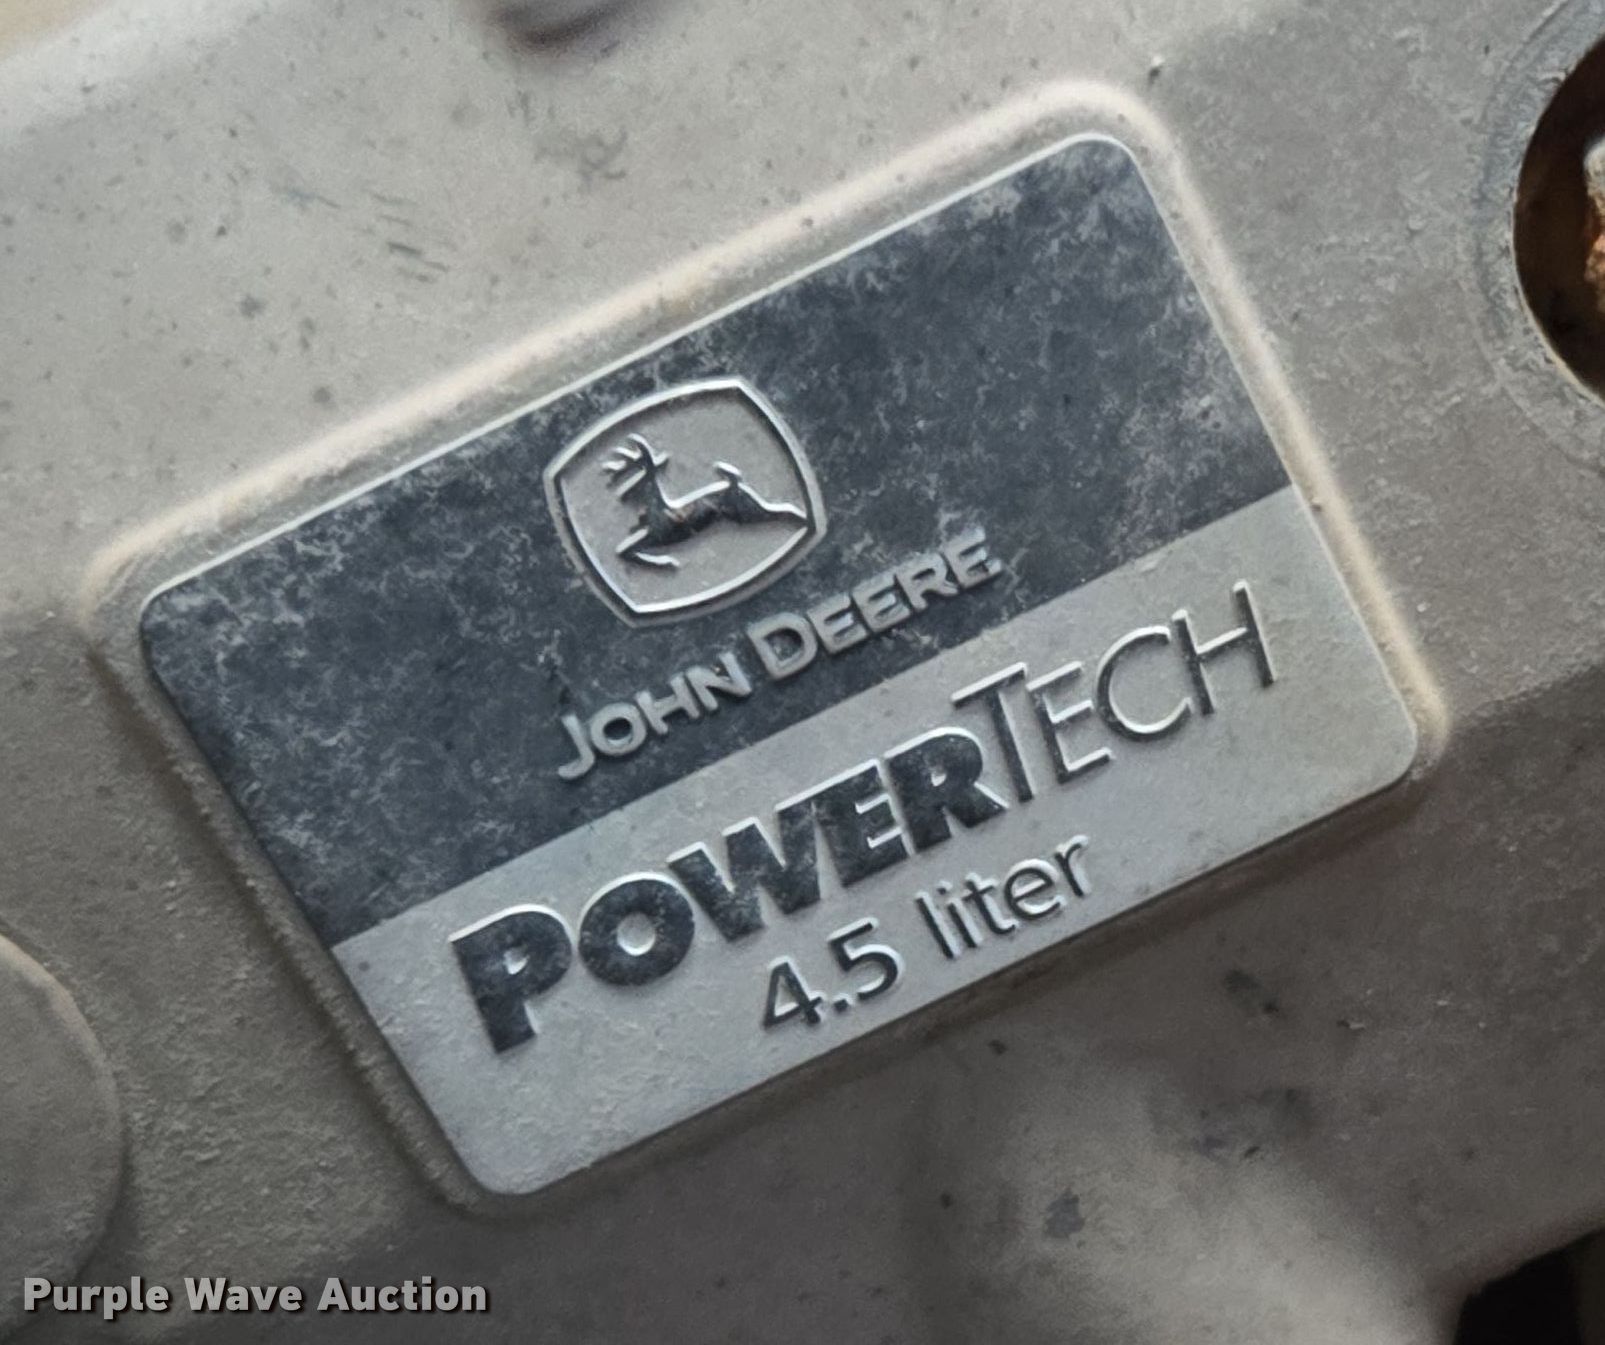 JOHN DEERE
POWERTECH
4.5 liter
Purple Wave Auction